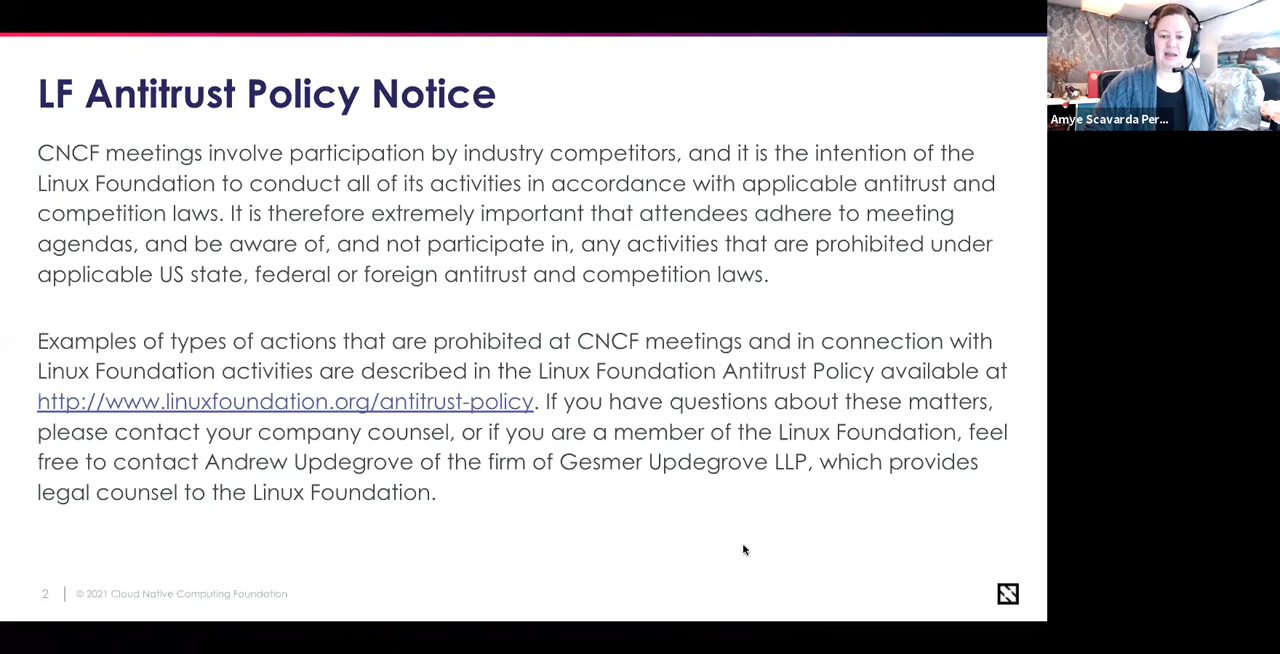 LF Antitrust Policy Notice
CNCF meetings involve participation by industry competitors, and it is the intention of the
Linux Foundation to conduct all of its activities in accordance with applicable antitrust and
competition laws. It is therefore extremely important that attendees adhere to meeting
agendas, and be aware of, and not participate in, any activities that are prohibited under
applicable US state, federal or foreign antitrust and competition laws.
Examples of types of actions that are prohibited at CNCF meetings and in connection with
Linux Foundation activities are described in the Linux Foundation Antitrust Policy available at
http://www.linuxfoundation.org/antitrust-policy. If you have questions about these matters,
please contact your company counsel, or if you are a member of the Linux Foundation, feel
free to contact Andrew Updegrove of the firm of Gesmer Updegrove LLP, which provides
legal counsel to the Linux Foundation.
2
© 2021 Cloud Native Computing Foundation
Amye Scavarda Per...